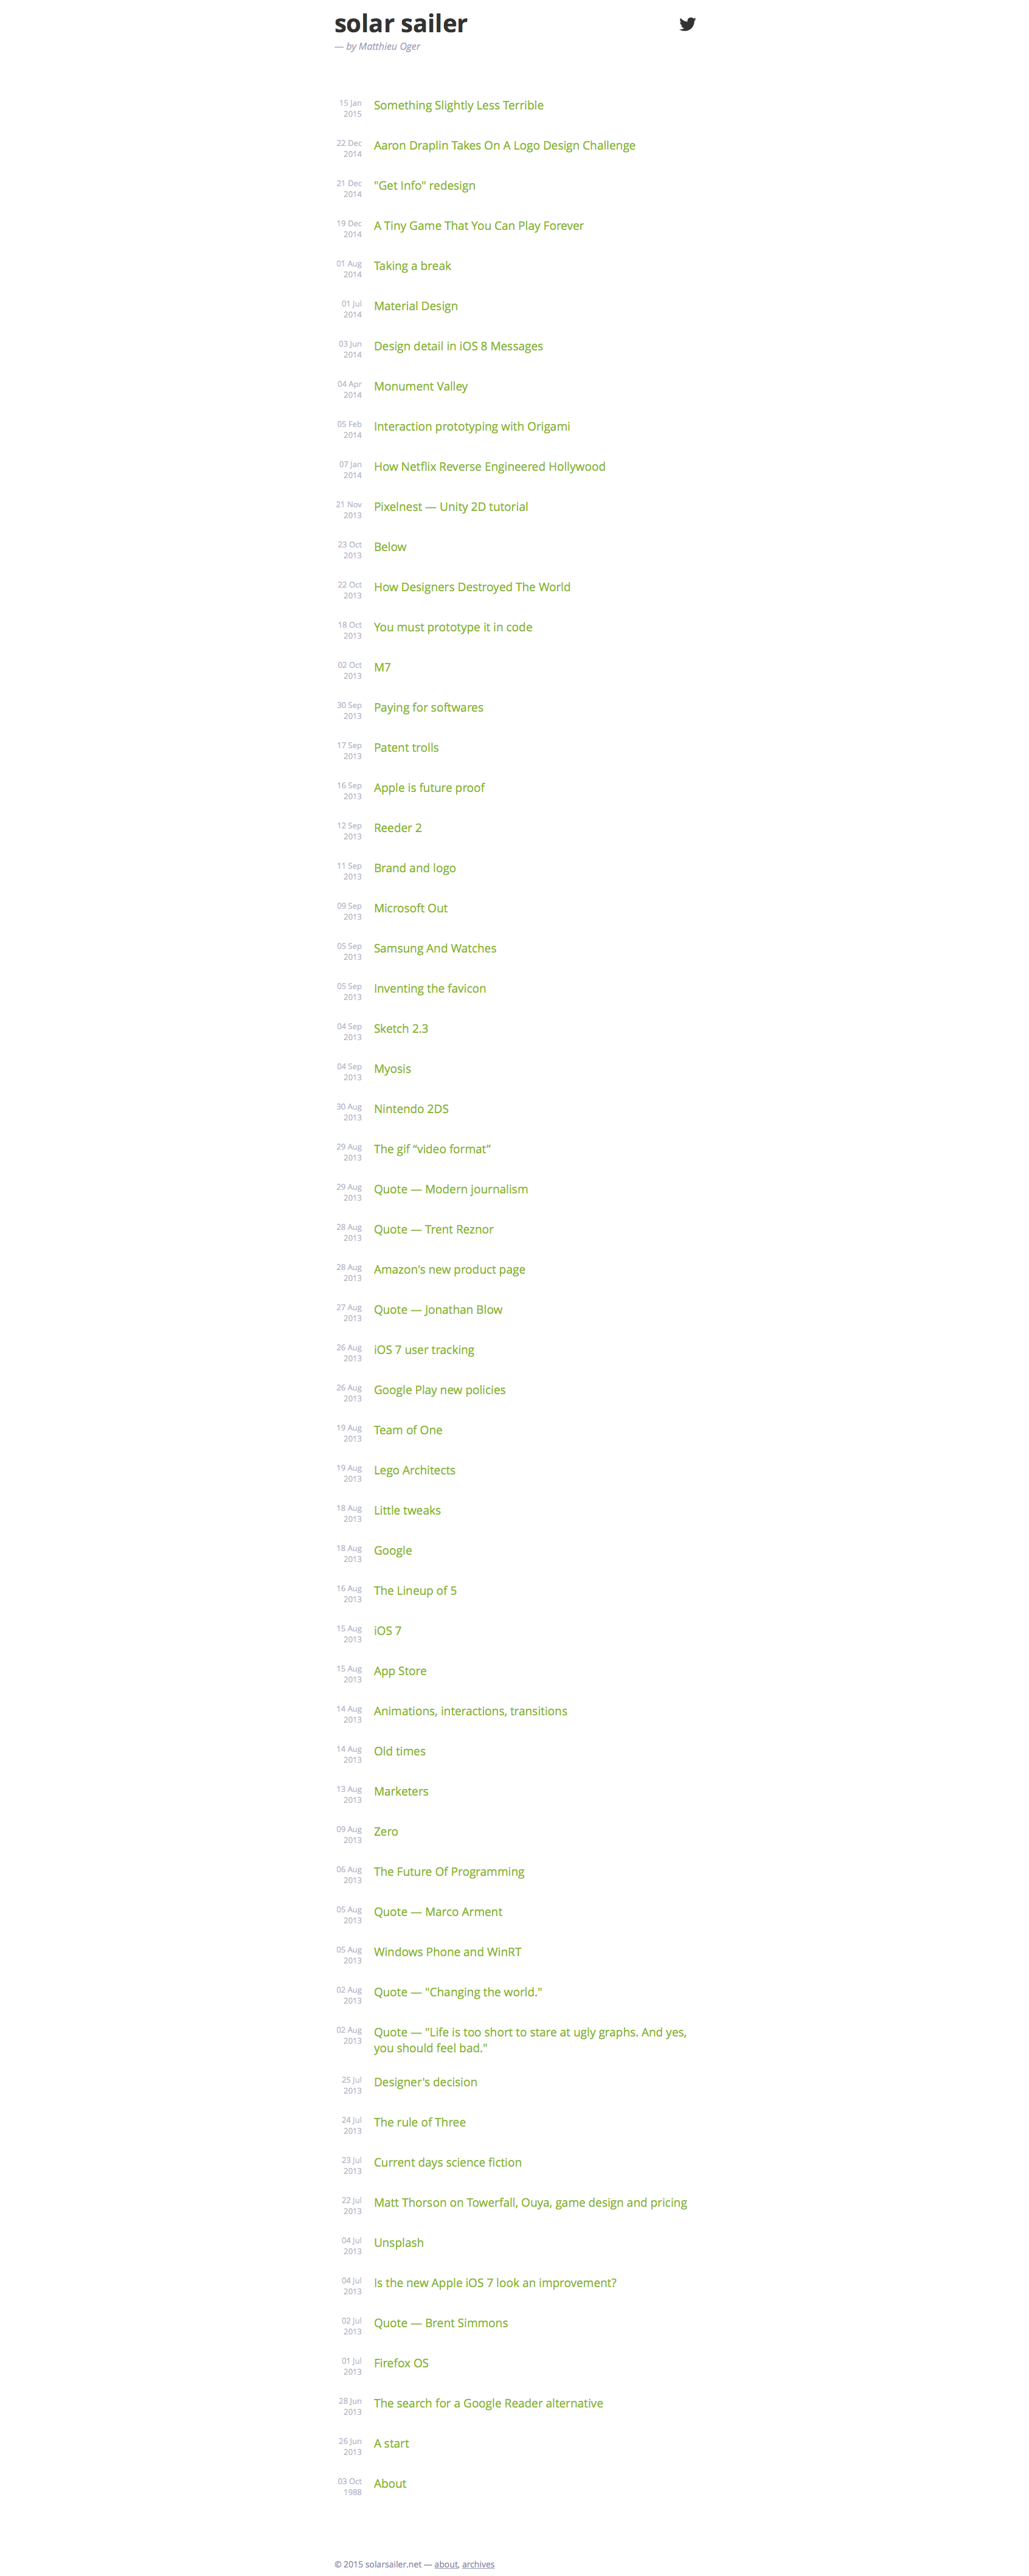 solar sailer
— by Matthieu Oger
15 Jan
2015
Something Slightly Less Terrible
22 Dec
2014
Aaron Draplin Takes On A Logo Design Challenge
21 Dec
2014
"Get Info" redesign
19 Dec
2014
A Tiny Game That You Can Play Forever
01 Aug
2014
Taking a break
01 Jul
2014
Material Design
03 Jun
2014
Design detail in iOS 8 Messages
04 Apr
2014
Monument Valley
05 Feb
2014
Interaction prototyping with Origami
07 Jan
2014
How Netflix Reverse Engineered Hollywood
21 Nov
2013
Pixelnest — Unity 2D tutorial
23 Oct
2013
Below
22 Oct
2013
How Designers Destroyed The World
18 Oct
2013
You must prototype it in code
02 Oct
2013
M7
30 Sep
2013
Paying for softwares
17 Sep
2013
Patent trolls
16 Sep
2013
Apple is future proof
12 Sep
2013
Reeder 2
11 Sep
2013
Brand and logo
09 Sep
2013
Microsoft Out
05 Sep
2013
Samsung And Watches
05 Sep
2013
Inventing the favicon
04 Sep
2013
Sketch 2.3
04 Sep
2013
Myosis
30 Aug
2013
Nintendo 2DS
29 Aug
2013
The gif “video format”
29 Aug
2013
Quote — Modern journalism
28 Aug
2013
Quote — Trent Reznor
28 Aug
2013
Amazon's new product page
27 Aug
2013
Quote — Jonathan Blow
26 Aug
2013
iOS 7 user tracking
26 Aug
2013
Google Play new policies
19 Aug
2013
Team of One
19 Aug
2013
Lego Architects
18 Aug
2013
Little tweaks
18 Aug
2013
Google
16 Aug
2013
The Lineup of 5
15 Aug
2013
iOS 7
15 Aug
2013
App Store
14 Aug
2013
Animations, interactions, transitions
14 Aug
2013
Old times
13 Aug
2013
Marketers
09 Aug
2013
Zero
06 Aug
2013
The Future Of Programming
05 Aug
2013
Quote — Marco Arment
05 Aug
2013
Windows Phone and WinRT
02 Aug
2013
Quote — "Changing the world."
02 Aug
2013
Quote — "Life is too short to stare at ugly graphs. And yes,
you should feel bad."
25 Jul
2013
Designer's decision
24 Jul
2013
The rule of Three
23 Jul
2013
Current days science fiction
22 Jul
2013
Matt Thorson on Towerfall, Ouya, game design and pricing
04 Jul
2013
Unsplash
04 Jul
2013
Is the new Apple iOS 7 look an improvement?
02 Jul
2013
Quote — Brent Simmons
01 Jul
2013
Firefox OS
28 Jun
2013
The search for a Google Reader alternative
26 Jun
2013
A start
03 Oct
1988
About
© 2015 solarsailer.net — about, archives